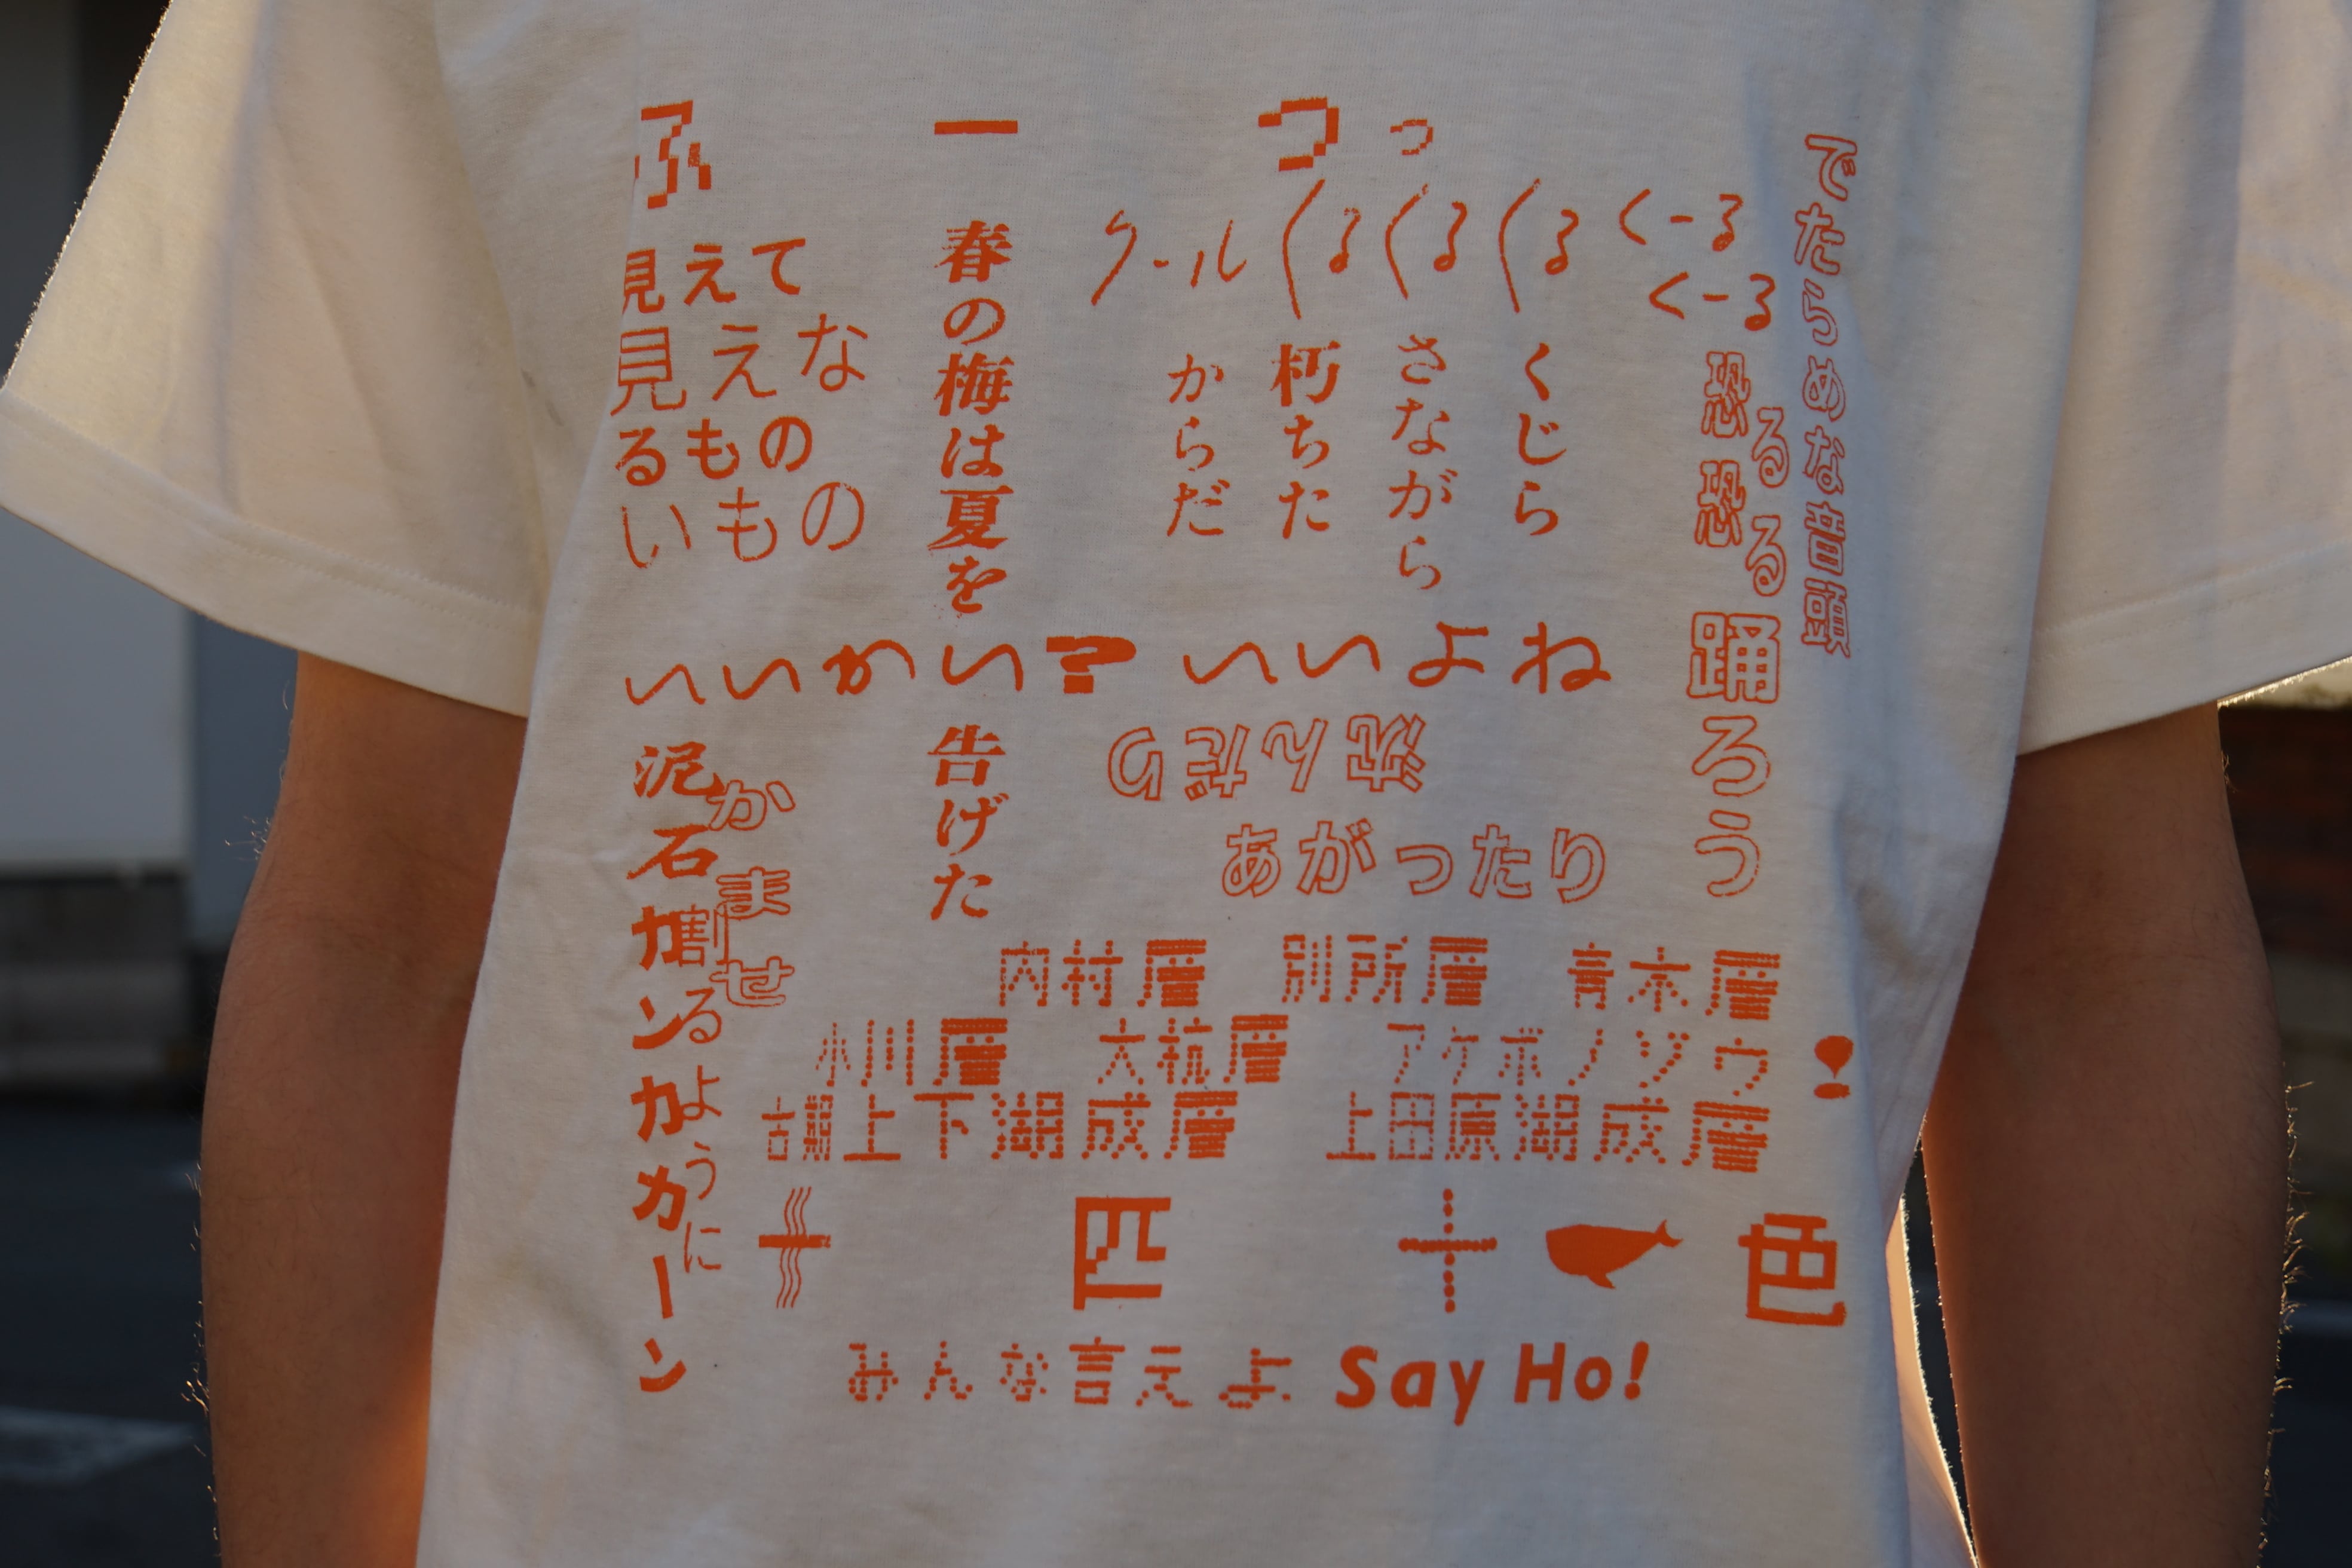 ふーつっ
見えて
見えな
るもの
いもの
春の梅は夏を
告げた
クール くる くる くる くーる
くーる
くじら
さながら
朽ちた
からだ
でたらめな音頭
恐る恐る
踊ろう
いいかい? いいよね
沈んだり
あがったり
かませ
泥石
割るように
カンカカーン
内村層 別所層 青木層
小川層 大杭層 アケボノゾウ!
上下湖成層 上田原湖成層
十 匹 十 色
みんな言えよ Say Ho!